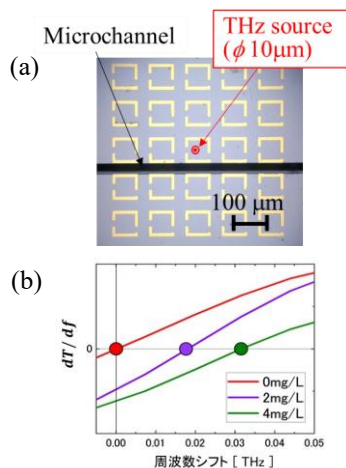 Microchannel
THz source
(ϕ10μm)
(a)
100 μm
(b)
dT/df
0
0mg/L
2mg/L
4mg/L
0.00 0.01 0.02 0.03 0.04 0.05
周波数シフト [ THz ]